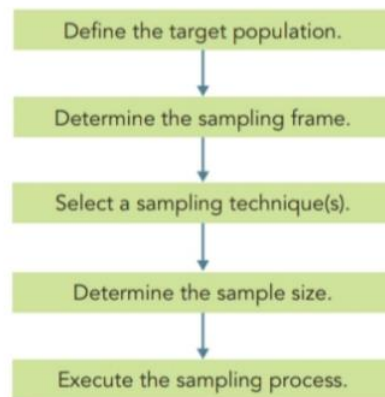 Define the target population.
Determine the sampling frame.
Select a sampling technique(s).
Determine the sample size.
Execute the sampling process.